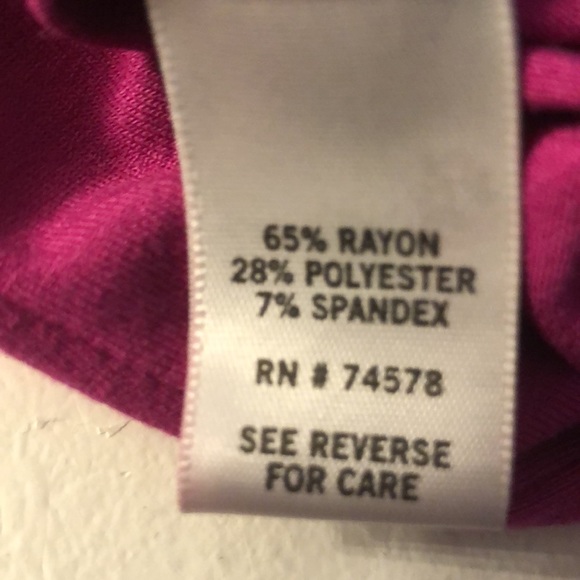 65% RAYON
28% POLYESTER
7% SPANDEX
RN # 74578
SEE REVERSE
FOR CARE